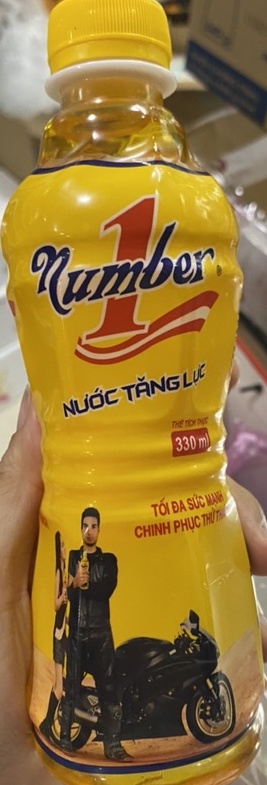 Number 1
NƯỚC TĂNG LỰC
THỂ TÍCH THỰC
330 ml
TỐI ĐA SỨC MẠNH
CHINH PHỤC THỬ